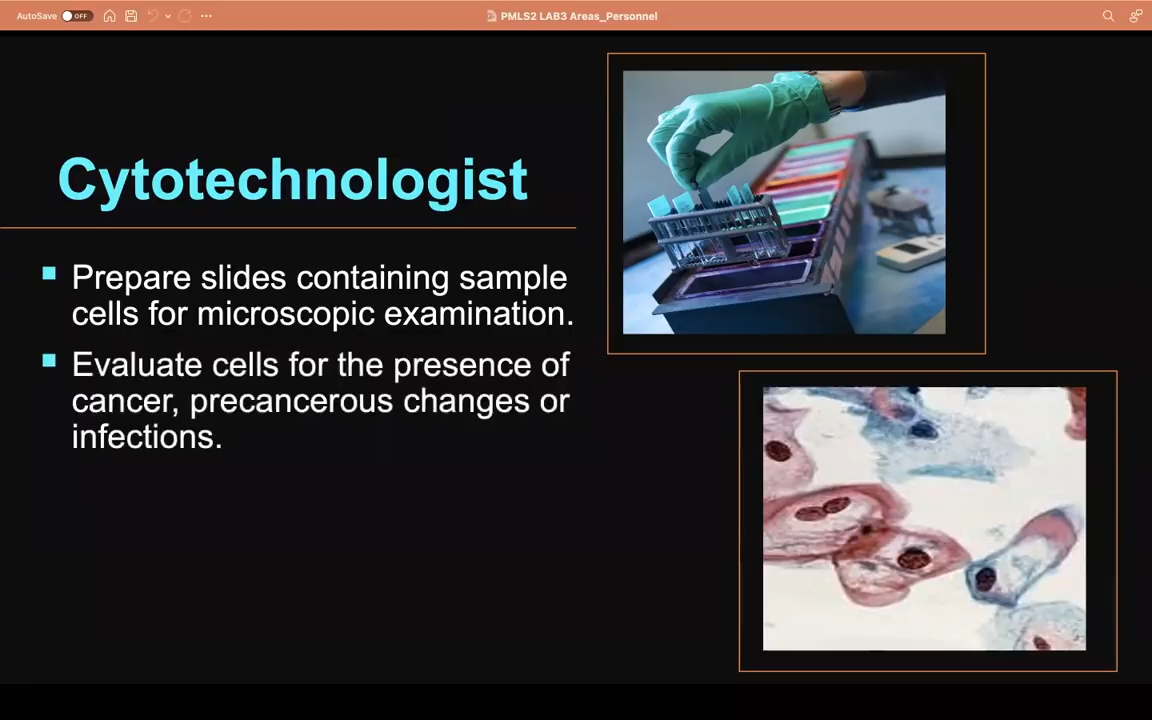 AutoSave OFF
PMLS2 LAB3 Areas_Personnel
Cytotechnologist
Prepare slides containing sample
cells for microscopic examination.
Evaluate cells for the presence of
cancer, precancerous changes or
infections.